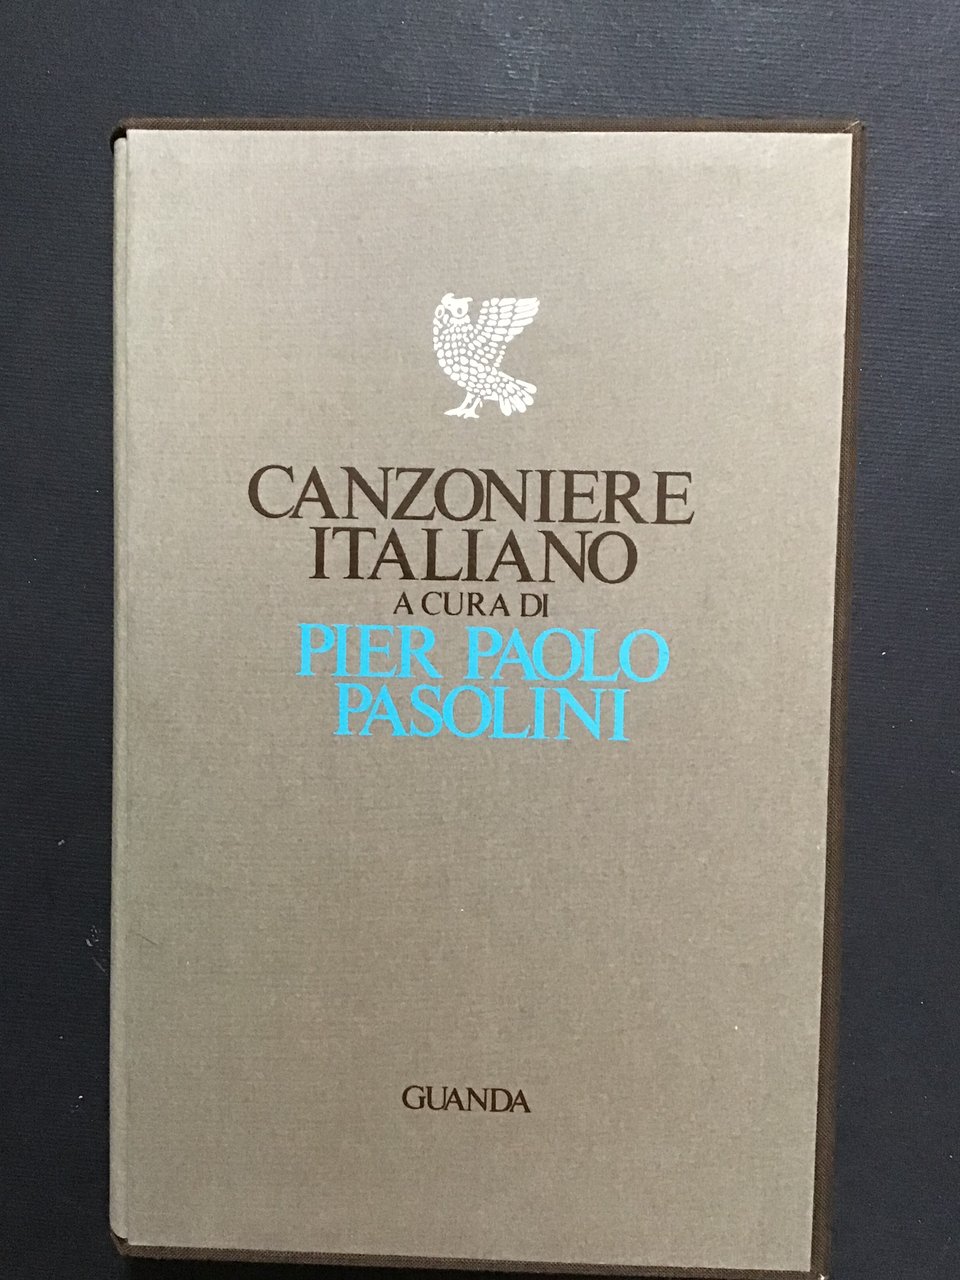 CANZONIERE
ITALIANO
A CURA DI
PIER PAOLO
PASOLINI
GUANDA